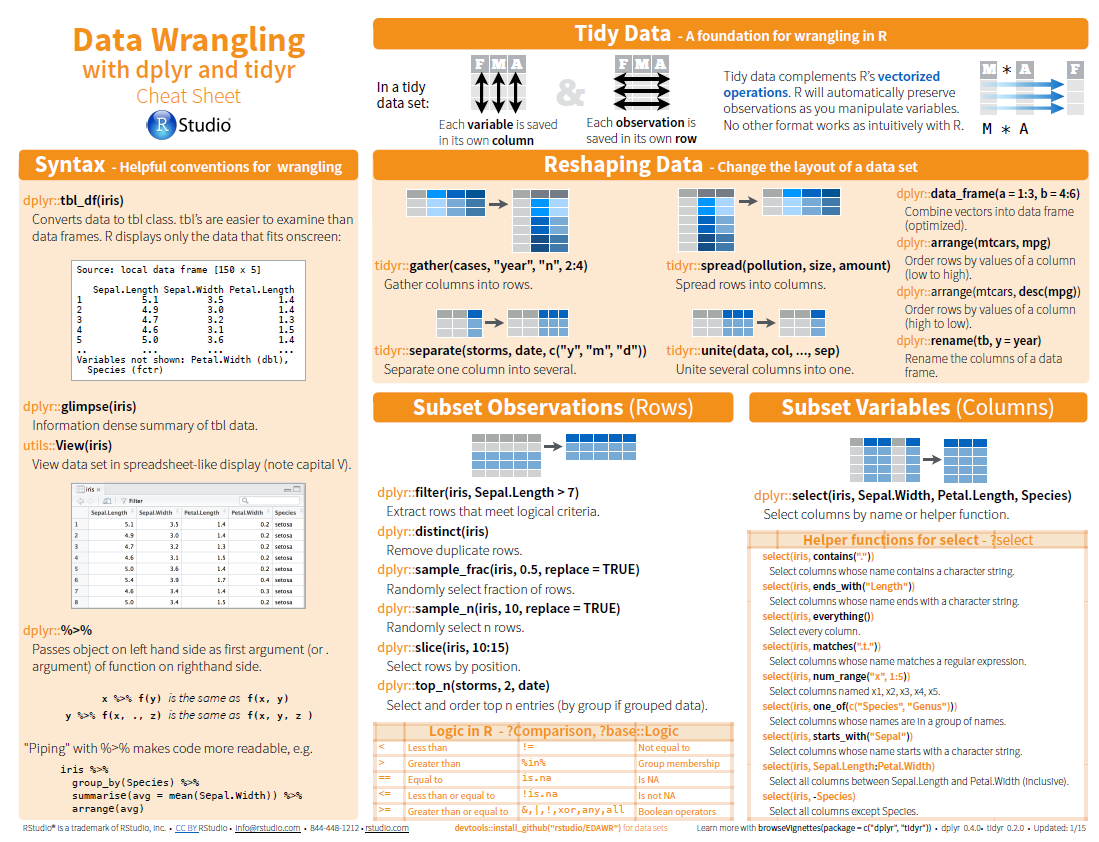 Data Wrangling
with dplyr and tidyr
Cheat Sheet
R Studio®
Syntax - Helpful conventions for wrangling
dplyr::tbl_df(iris)
Converts data to tbl class. tbl's are easier to examine than
data frames. R displays only the data that fits onscreen:
Source: local data frame [150 x 5]
Sepal.Length Sepal.Width Petal.Length
1 5.1 3.5 1.4
2 4.9 3.0 1.4
3 4.7 3.2 1.3
4 4.6 3.1 1.5
5 5.0 3.6 1.4
.. ... ... ...
Variables not shown: Petal.Width (dbl),
Species (fctr)
dplyr::glimpse(iris)
Information dense summary of tbl data.
utils::View(iris)
View data set in spreadsheet-like display (note capital V).
iris ×
Filter
Sepal.Length Sepal.Width Petal.Length Petal.Width Species
1 5.1 3.5 1.4 0.2 setosa
2 4.9 3.0 1.4 0.2 setosa
3 4.7 3.2 1.3 0.2 setosa
4 4.6 3.1 1.5 0.2 setosa
5 5.0 3.6 1.4 0.2 setosa
6 5.4 3.9 1.7 0.4 setosa
7 4.6 3.4 1.4 0.3 setosa
8 5.0 3.4 1.5 0.2 setosa
dplyr::%>%
Passes object on left hand side as first argument (or .
argument) of function on righthand side.
x %>% f(y) is the same as f(x, y)
y %>% f(x, ., z) is the same as f(x, y, z )
"Piping" with %>% makes code more readable, e.g.
iris %>%
group_by(Species) %>%
summarise(avg = mean(Sepal.Width)) %>%
arrange(avg)
Tidy Data - A foundation for wrangling in R
In a tidy
data set:
F M A
Each variable is saved
in its own column
&
F M A
Each observation is
saved in its own row
Tidy data complements R's vectorized
operations. R will automatically preserve
observations as you manipulate variables.
No other format works as intuitively with R.
M * A F
M * A
Reshaping Data - Change the layout of a data set
tidyr::gather(cases, "year", "n", 2:4)
Gather columns into rows.
tidyr::spread(pollution, size, amount)
Spread rows into columns.
tidyr::separate(storms, date, c("y", "m", "d"))
Separate one column into several.
tidyr::unite(data, col, ..., sep)
Unite several columns into one.
dplyr::data_frame(a = 1:3, b = 4:6)
Combine vectors into data frame
(optimized).
dplyr::arrange(mtcars, mpg)
Order rows by values of a column
(low to high).
dplyr::arrange(mtcars, desc(mpg))
Order rows by values of a column
(high to low).
dplyr::rename(tb, y = year)
Rename the columns of a data
frame.
Subset Observations (Rows)
dplyr::filter(iris, Sepal.Length > 7)
Extract rows that meet logical criteria.
dplyr::distinct(iris)
Remove duplicate rows.
dplyr::sample_frac(iris, 0.5, replace = TRUE)
Randomly select fraction of rows.
dplyr::sample_n(iris, 10, replace = TRUE)
Randomly select n rows.
dplyr::slice(iris, 10:15)
Select rows by position.
dplyr::top_n(storms, 2, date)
Select and order top n entries (by group if grouped data).
Logic in R - ?Comparison, ?base::Logic
< Less than != Not equal to
> Greater than %in% Group membership
== Equal to is.na Is NA
<= Less than or equal to !is.na Is not NA
>= Greater than or equal to &,|,!,xor,any,all Boolean operators
Subset Variables (Columns)
dplyr::select(iris, Sepal.Width, Petal.Length, Species)
Select columns by name or helper function.
Helper functions for select - ?select
select(iris, contains("."))
Select columns whose name contains a character string.
select(iris, ends_with("Length"))
Select columns whose name ends with a character string.
select(iris, everything())
Select every column.
select(iris, matches(".t."))
Select columns whose name matches a regular expression.
select(iris, num_range("x", 1:5))
Select columns named x1, x2, x3, x4, x5.
select(iris, one_of(c("Species", "Genus")))
Select columns whose names are in a group of names.
select(iris, starts_with("Sepal"))
Select columns whose name starts with a character string.
select(iris, Sepal.Length:Petal.Width)
Select all columns between Sepal.Length and Petal.Width (inclusive).
select(iris, -Species)
Select all columns except Species.
RStudio® is a trademark of RStudio, Inc. • CC BY RStudio • info@rstudio.com • 844-448-1212 • rstudio.com
devtools::install_github("rstudio/EDAWR") for data sets
Learn more with browseVignettes(package = c("dplyr", "tidyr")) • dplyr 0.4.0• tidyr 0.2.0 • Updated: 1/15